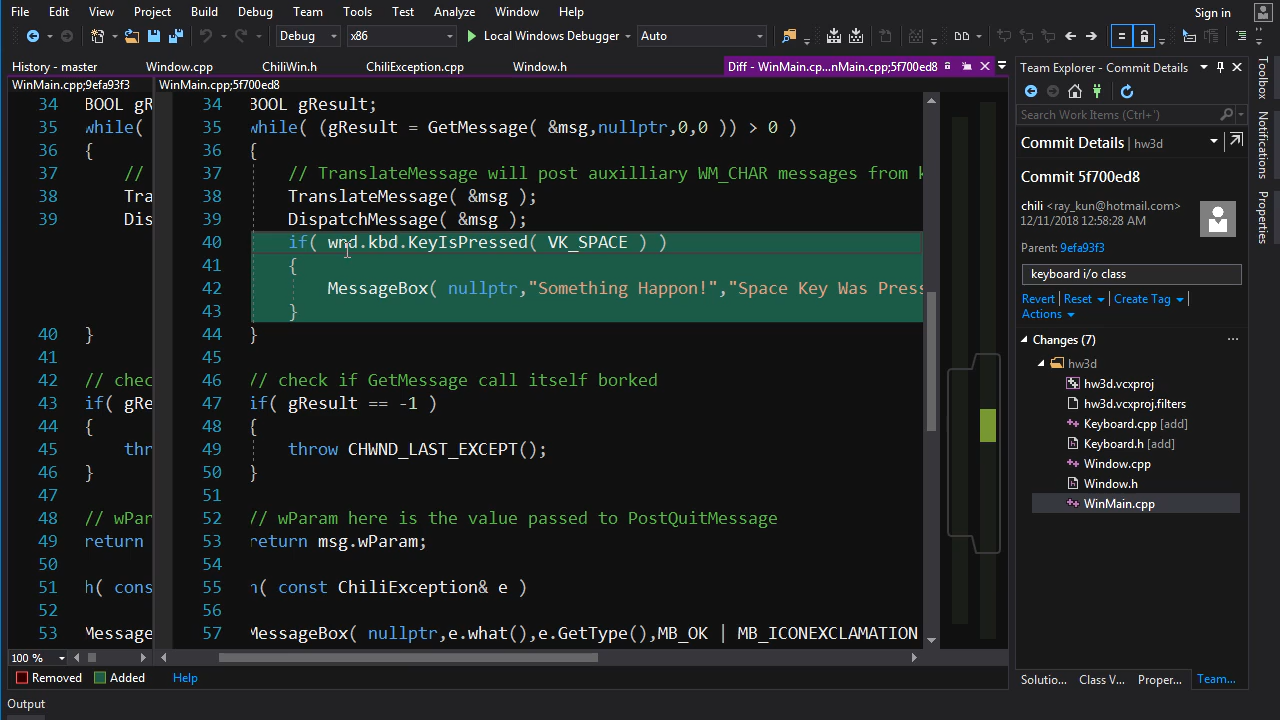 File Edit View Project Build Debug Team Tools Test Analyze Window Help Sign in
Debug x86 Local Windows Debugger Auto
History - master Window.cpp ChiliWin.h ChiliException.cpp Window.h Diff - WinMain.cp...nMain.cpp;5f700ed8
WinMain.cpp;9efa93f3 WinMain.cpp;5f700ed8
34 BOOL gR
35 while(
36 {
37 //
38 Tra
39 Dis
40 }
41
42 // chec
43 if( gRe
44 {
45 thr
46 }
47
48 // wPar
49 return
50
51 h( cons
52
53 Message
34 BOOL gResult;
35 while( (gResult = GetMessage( &msg,nullptr,0,0 )) > 0 )
36 {
37 // TranslateMessage will post auxilliary WM_CHAR messages from k
38 TranslateMessage( &msg );
39 DispatchMessage( &msg );
40 if( wnd.kbd.KeyIsPressed( VK_SPACE ) )
41 {
42 MessageBox( nullptr,"Something Happon!","Space Key Was Press
43 }
44 }
45
46 // check if GetMessage call itself borked
47 if( gResult == -1 )
48 {
49 throw CHWND_LAST_EXCEPT();
50 }
51
52 // wParam here is the value passed to PostQuitMessage
53 return msg.wParam;
54
55 h( const ChiliException& e )
56
57 MessageBox( nullptr,e.what(),e.GetType(),MB_OK | MB_ICONEXCLAMATION
100 %
Removed Added Help
Output
Team Explorer - Commit Details
Search Work Items (Ctrl+')
Commit Details | hw3d
Commit 5f700ed8
chili <ray_kun@hotmail.com>
12/11/2018 12:58:28 AM
Parent: 9efa93f3
keyboard i/o class
Revert | Reset | Create Tag |
Actions
Changes (7) ...
hw3d
hw3d.vcxproj
hw3d.vcxproj.filters
Keyboard.cpp [add]
Keyboard.h [add]
Window.cpp
Window.h
WinMain.cpp
Solutio... Class V... Proper... Team...
Toolbox
Notifications
Properties